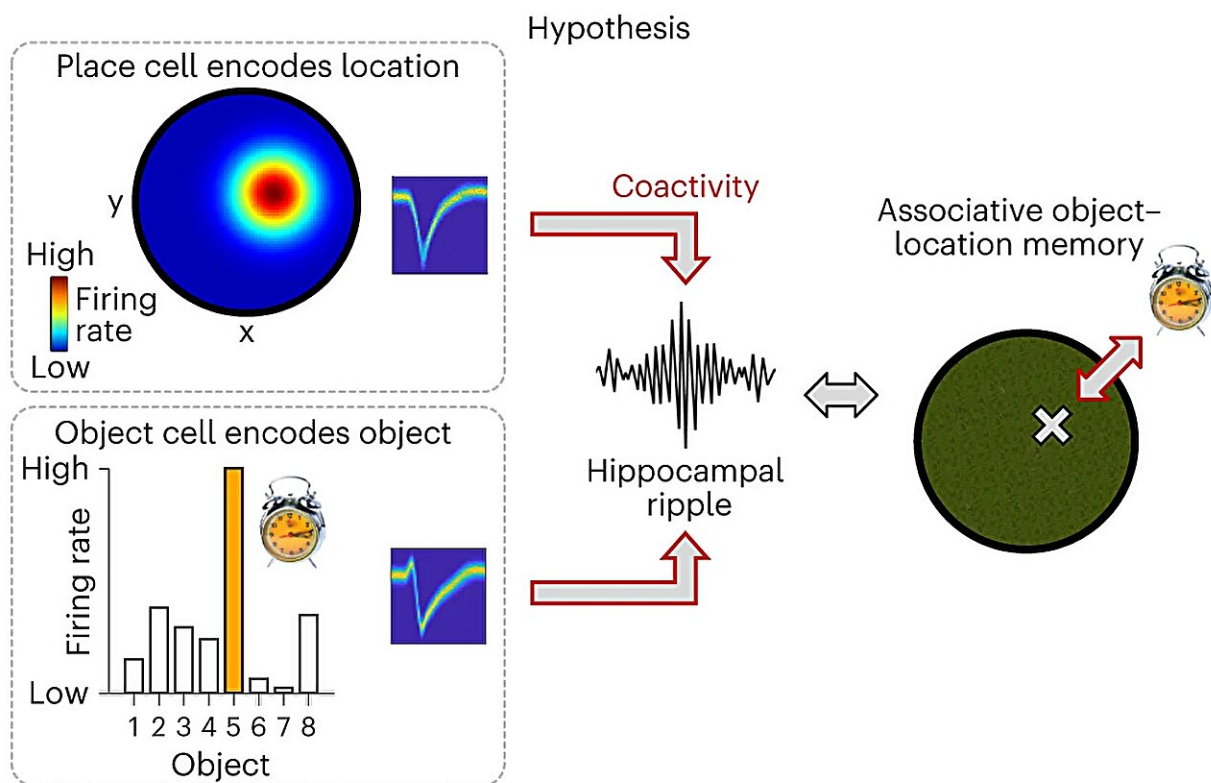 Hypothesis
Place cell encodes location
y
High
Firing
rate
Low
x
Object cell encodes object
High
Firing rate
Low
1 2 3 4 5 6 7 8
Object
Coactivity
Hippocampal
ripple
Associative object–
location memory